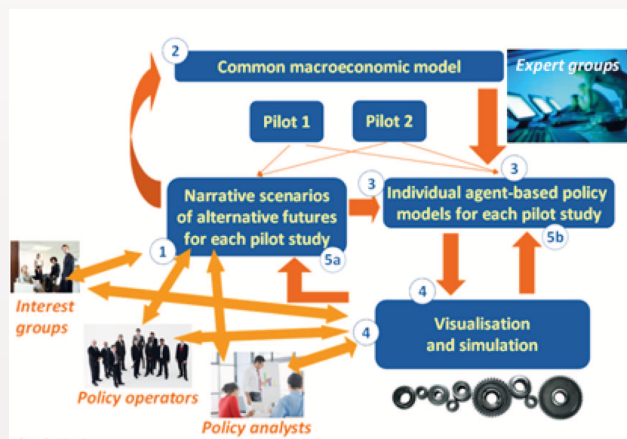 2
Common macroeconomic model
Expert groups
Pilot 1
Pilot 2
3
3
Narrative scenarios
of alternative futures
for each pilot study
Individual agent-based policy
models for each pilot study
1
5a
5b
Interest
groups
4
4
Visualisation
and simulation
Policy operators
Policy analysts